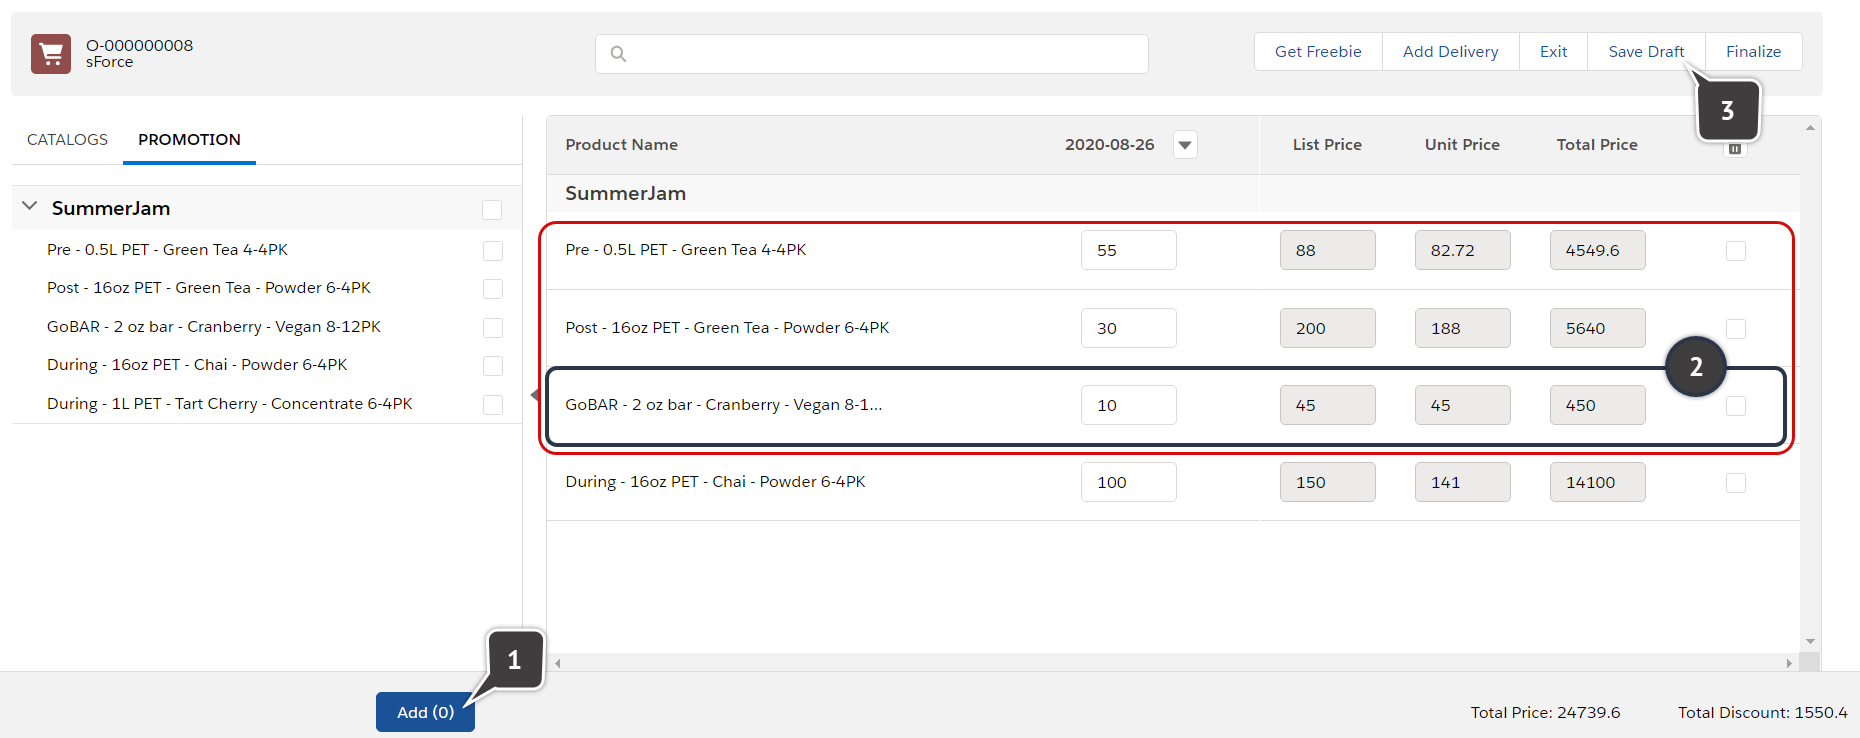 O-000000008
sForce
Get Freebie Add Delivery Exit Save Draft Finalize
3
CATALOGS PROMOTION
SummerJam
Pre - 0.5L PET - Green Tea 4-4PK
Post - 16oz PET - Green Tea - Powder 6-4PK
GoBAR - 2 oz bar - Cranberry - Vegan 8-12PK
During - 16oz PET - Chai - Powder 6-4PK
During - 1L PET - Tart Cherry - Concentrate 6-4PK
Product Name 2020-08-26 List Price Unit Price Total Price
SummerJam
Pre - 0.5L PET - Green Tea 4-4PK 55 88 82.72 4549.6
Post - 16oz PET - Green Tea - Powder 6-4PK 30 200 188 5640
2
GoBAR - 2 oz bar - Cranberry - Vegan 8-1... 10 45 45 450
During - 16oz PET - Chai - Powder 6-4PK 100 150 141 14100
1
Add (0)
Total Price: 24739.6 Total Discount: 1550.4